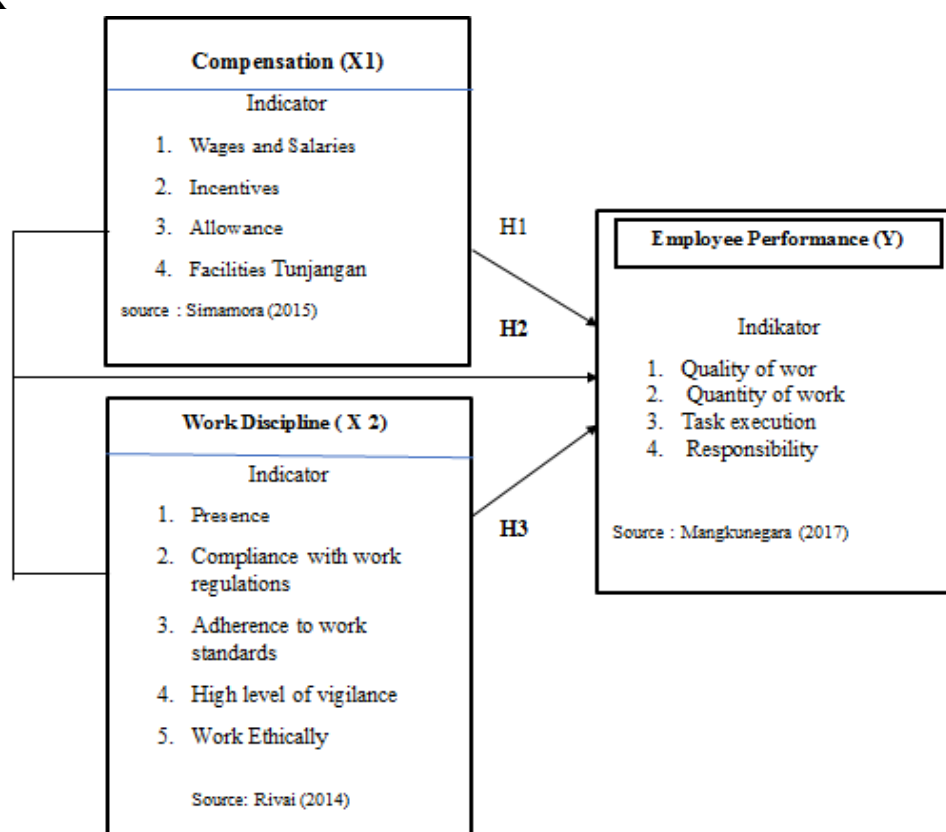 Compensation (X1)
Indicator
1. Wages and Salaries
2. Incentives
3. Allowance
4. Facilities Tunjangan
source : Simamora (2015)
H1
H2
H3
Work Discipline ( X 2)
Indicator
1. Presence
2. Compliance with work
regulations
3. Adherence to work
standards
4. High level of vigilance
5. Work Ethically
Source: Rivai (2014)
Employee Performance (Y)
Indikator
1. Quality of wor
2. Quantity of work
3. Task execution
4. Responsibility
Source : Mangkunegara (2017)